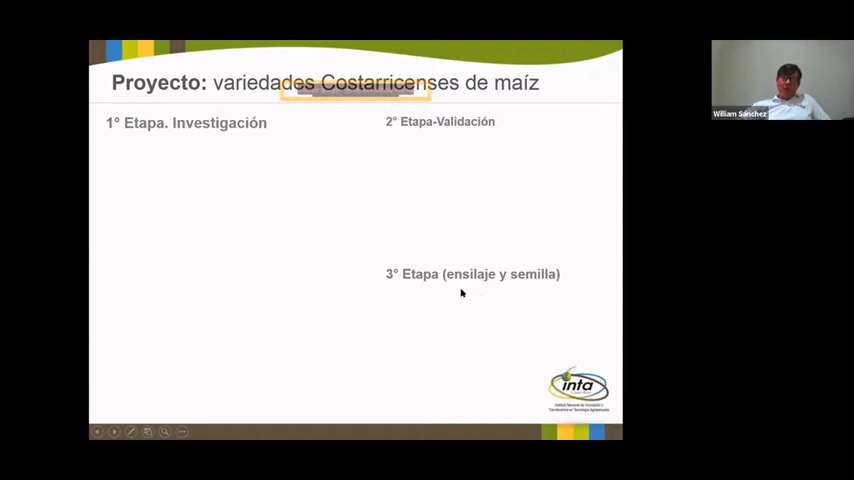 Proyecto: variedades Costarricenses de maíz
1° Etapa. Investigación
2° Etapa-Validación
3° Etapa (ensilaje y semilla)
inta
Instituto Nacional de Innovación y
Transferencia en Tecnología Agropecuaria
William Sánchez